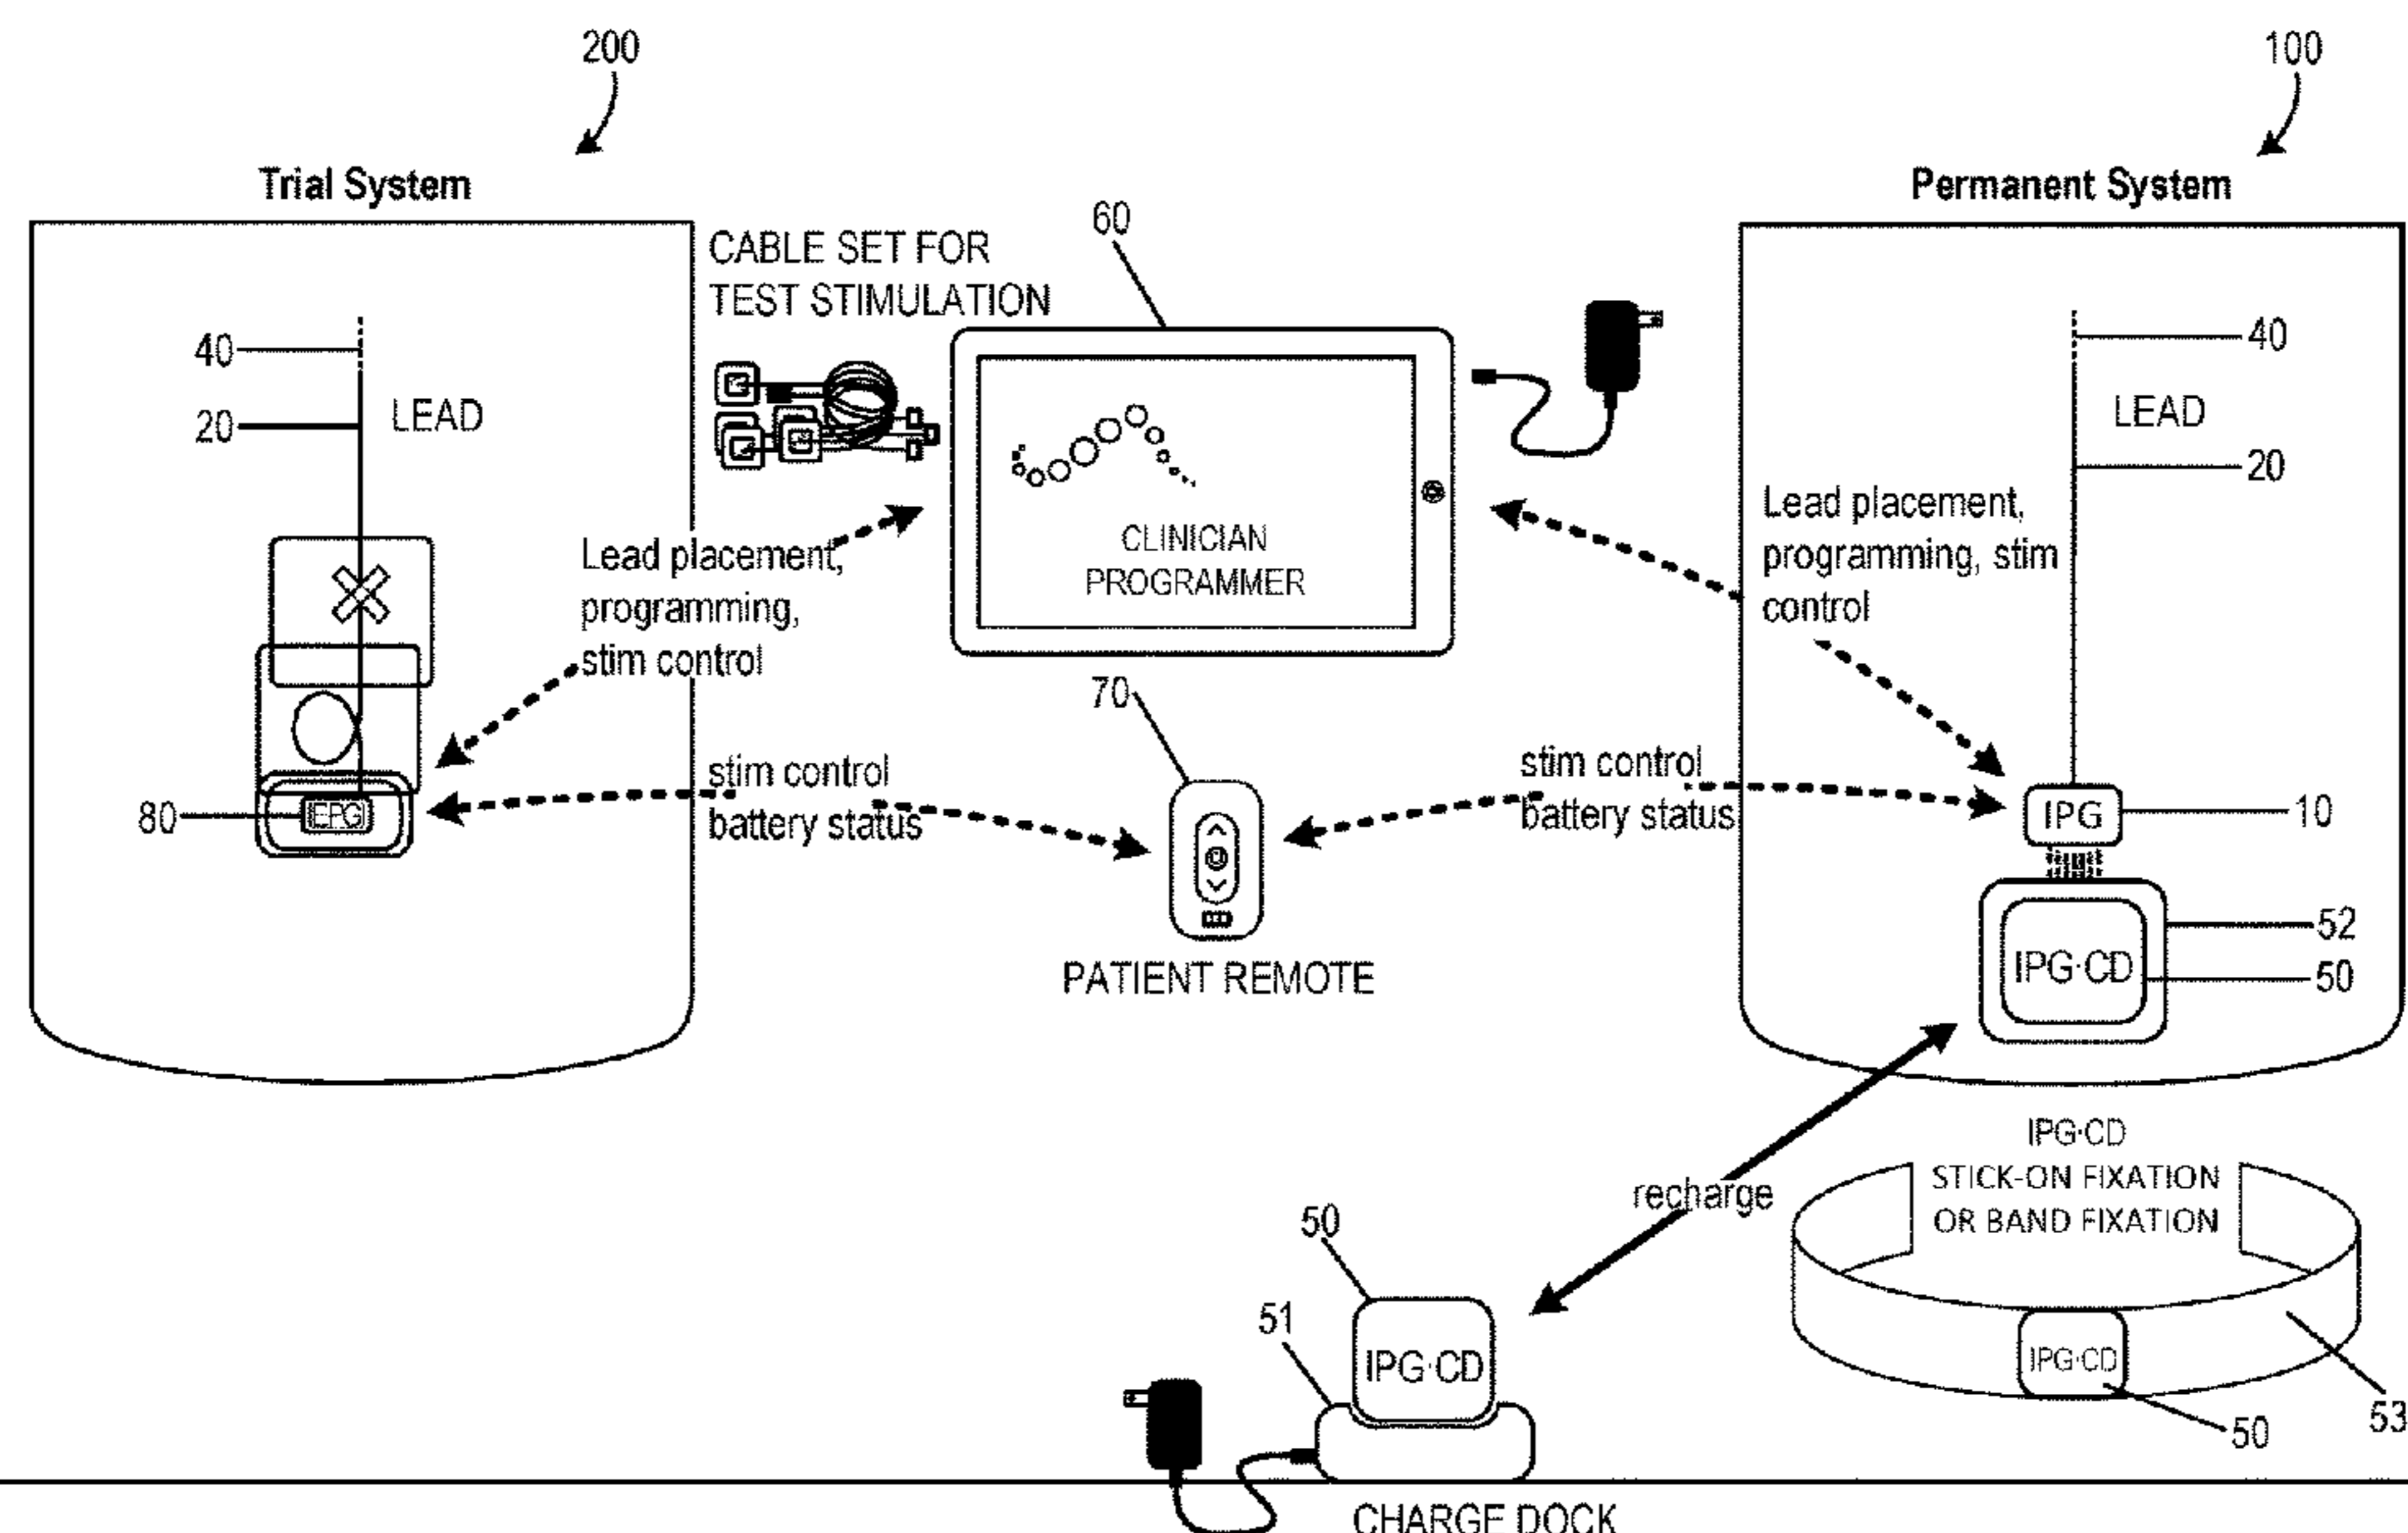 200
100
Trial System
Permanent System
60
CABLE SET FOR
TEST STIMULATION
40
20
LEAD
40
LEAD
20
CLINICIAN
PROGRAMMER
Lead placement,
programming,
stim control
Lead placement,
programming, stim
control
70
stim control
battery status
stim control
battery status
80
EPG
IPG
10
PATIENT REMOTE
52
IPG·CD
50
recharge
IPG·CD
STICK-ON FIXATION
OR BAND FIXATION
50
51
IPG·CD
IPG·CD
50
53
CHARGE DOCK